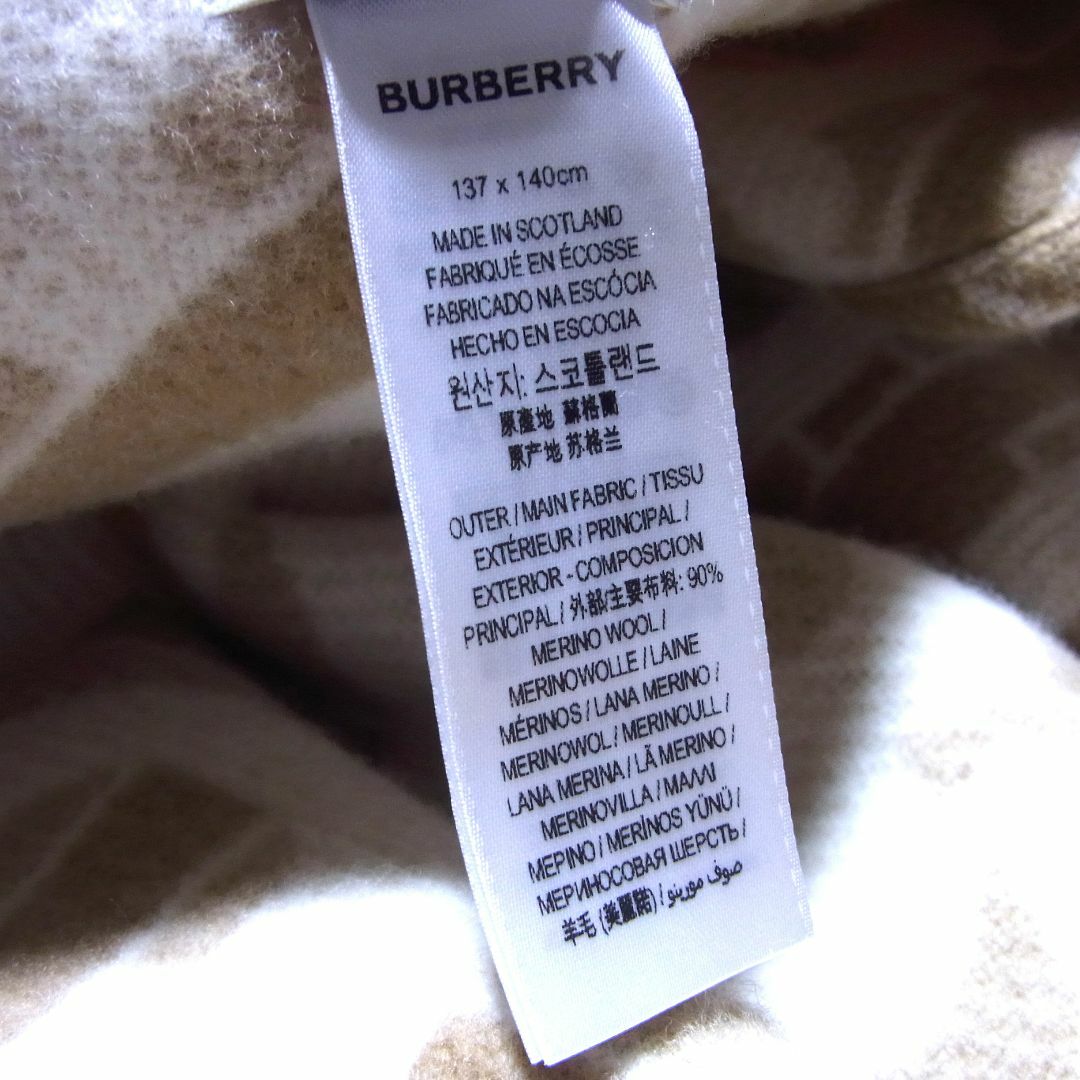 BURBERRY
137 x 140cm
MADE IN SCOTLAND
FABRIQUÉ EN ÉCOSSE
FABRICADO NA ESCÓCIA
HECHO EN ESCOCIA
원산지: 스코틀랜드
原產地 蘇格蘭
原产地 苏格兰
OUTER / MAIN FABRIC / TISSU
EXTÉRIEUR / PRINCIPAL /
EXTERIOR - COMPOSICION
PRINCIPAL / 外部/主要布料: 90%
MERINO WOOL /
MERINOWOLLE / LAINE
MÉRINOS / LANA MERINO /
MERINOWOL / MERINOULL /
LANA MERINA / LÃ MERINO /
MERINOVILLA / ΜΑΛΛΙ
ΜΕΡΙΝΟ / MERİNOS YÜNÜ /
МЕРИНОСОВАЯ ШЕРСТЬ /
羊毛 (美麗諾) / صوف مورينو